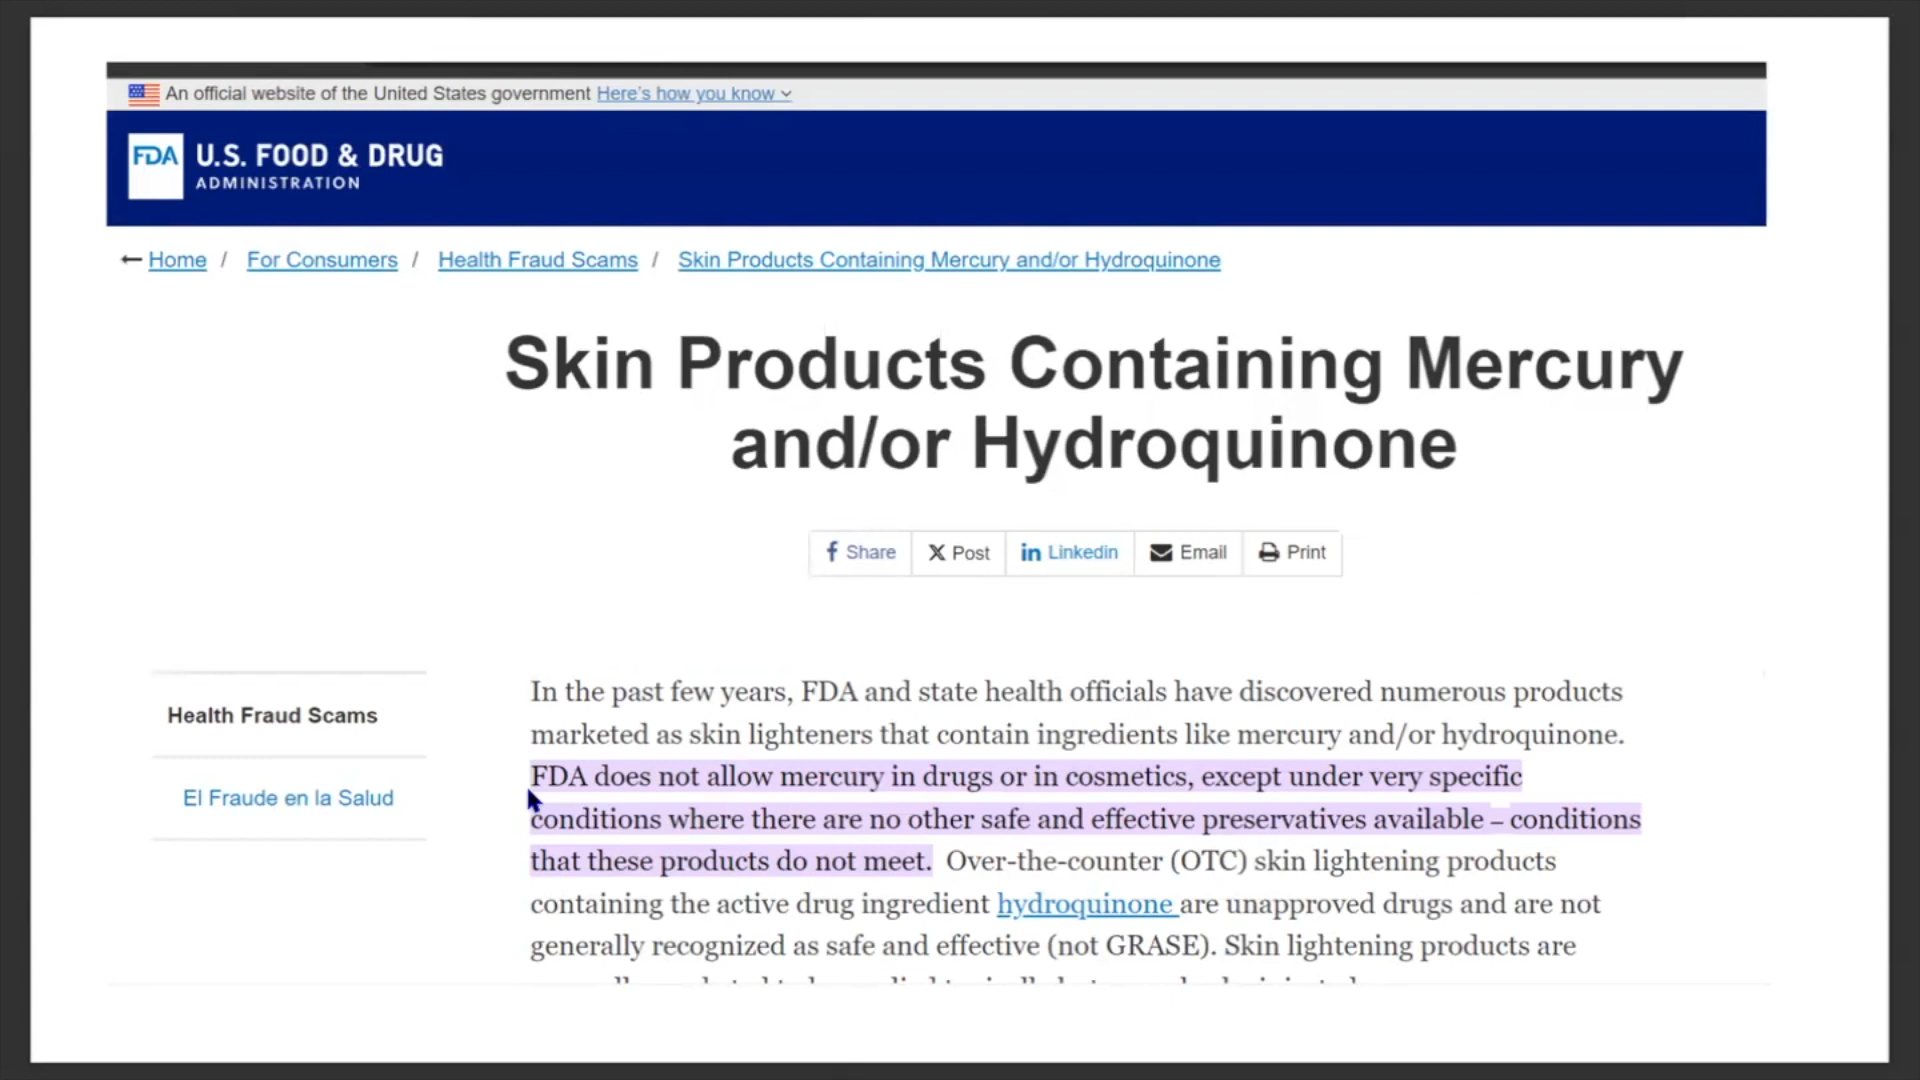 An official website of the United States government Here's how you know
FDA U.S. FOOD & DRUG
ADMINISTRATION
Home / For Consumers / Health Fraud Scams / Skin Products Containing Mercury and/or Hydroquinone
Skin Products Containing Mercury
and/or Hydroquinone
Share Post Linkedin Email Print
Health Fraud Scams
El Fraude en la Salud
In the past few years, FDA and state health officials have discovered numerous products
marketed as skin lighteners that contain ingredients like mercury and/or hydroquinone.
FDA does not allow mercury in drugs or in cosmetics, except under very specific
conditions where there are no other safe and effective preservatives available – conditions
that these products do not meet. Over-the-counter (OTC) skin lightening products
containing the active drug ingredient hydroquinone are unapproved drugs and are not
generally recognized as safe and effective (not GRASE). Skin lightening products are